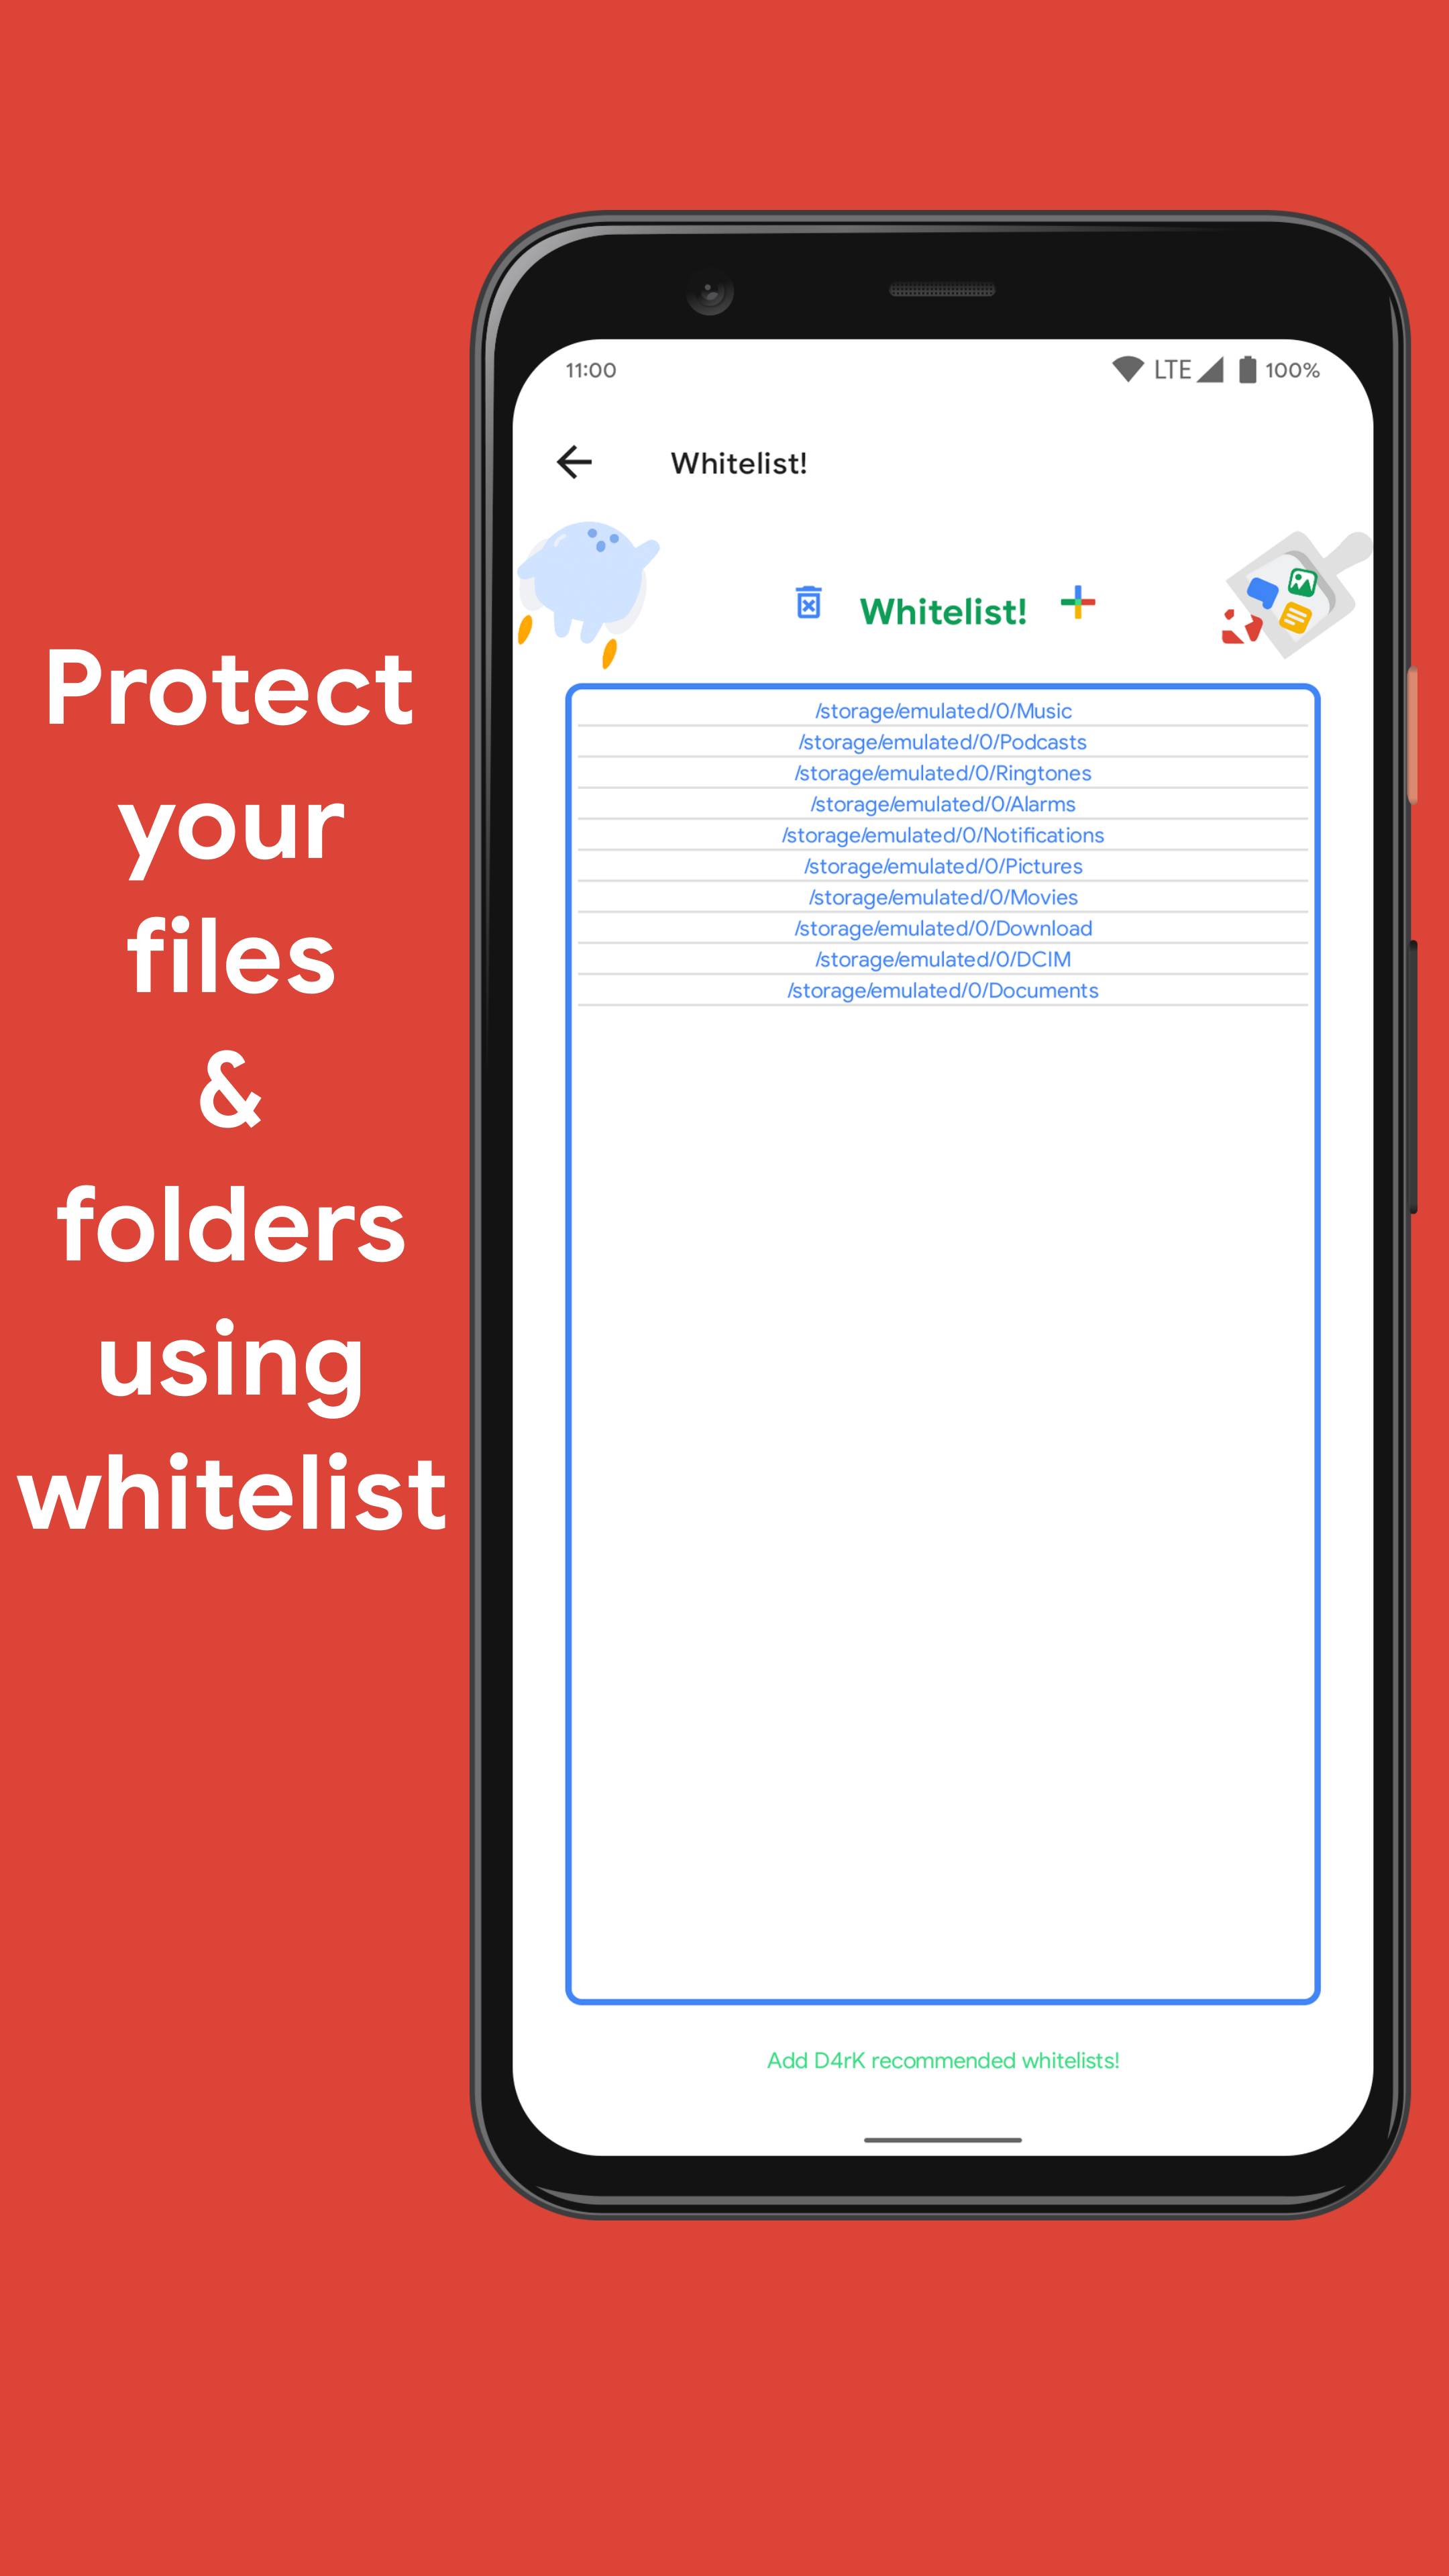 Protect
your
files
&
folders
using
whitelist
11:00
LTE
100%
Whitelist!
Whitelist!
/storage/emulated/0/Music
/storage/emulated/0/Podcasts
/storage/emulated/0/Ringtones
/storage/emulated/0/Alarms
/storage/emulated/0/Notifications
/storage/emulated/0/Pictures
/storage/emulated/0/Movies
/storage/emulated/0/Download
/storage/emulated/0/DCIM
/storage/emulated/0/Documents
Add D4rK recommended whitelists!